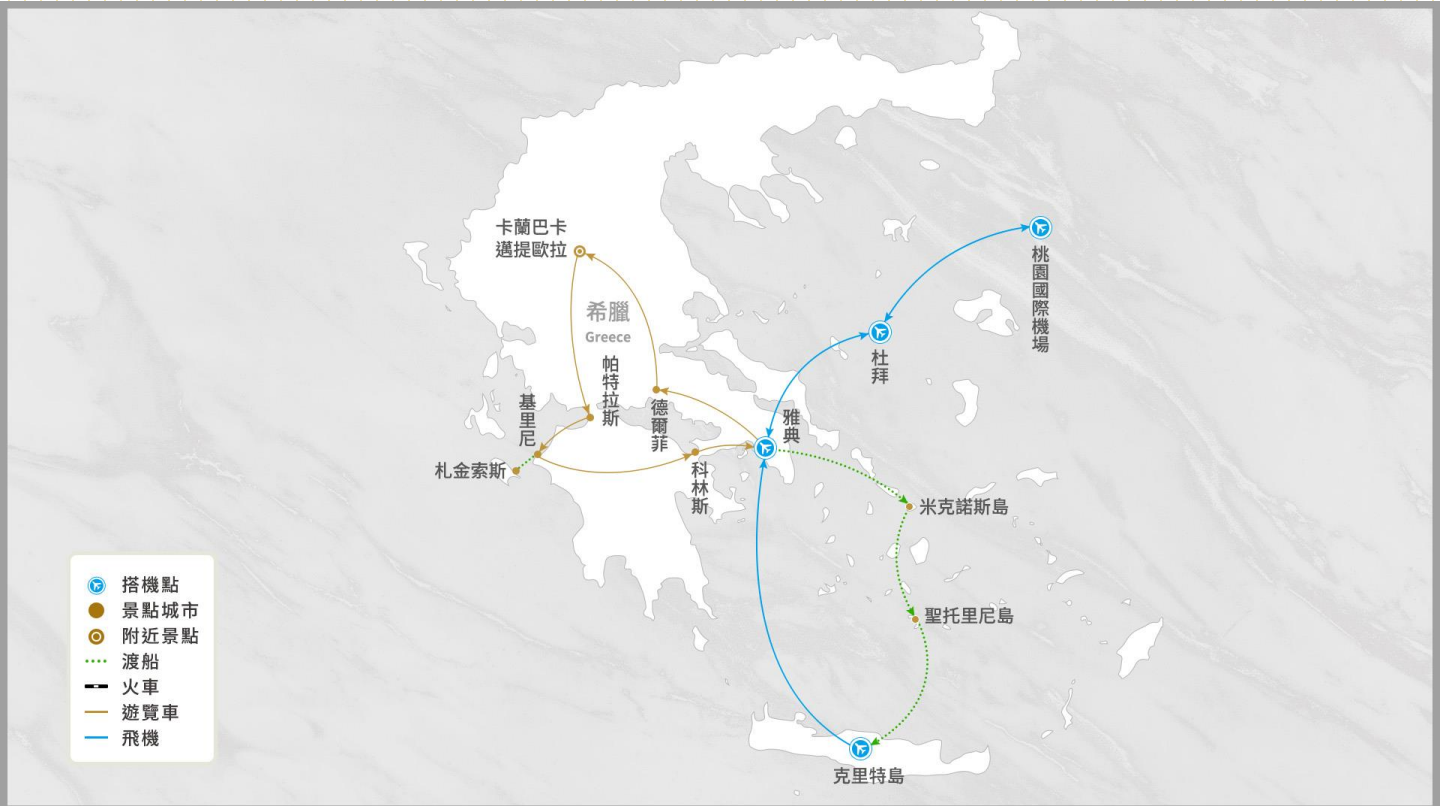 卡蘭巴卡
邁提歐拉
希臘
Greece
帕特拉斯
基里尼
德爾菲
札金索斯
科林斯
雅典
杜拜
桃園國際機場
米克諾斯島
聖托里尼島
克里特島
搭機點
景點城市
附近景點
渡船
火車
遊覽車
飛機